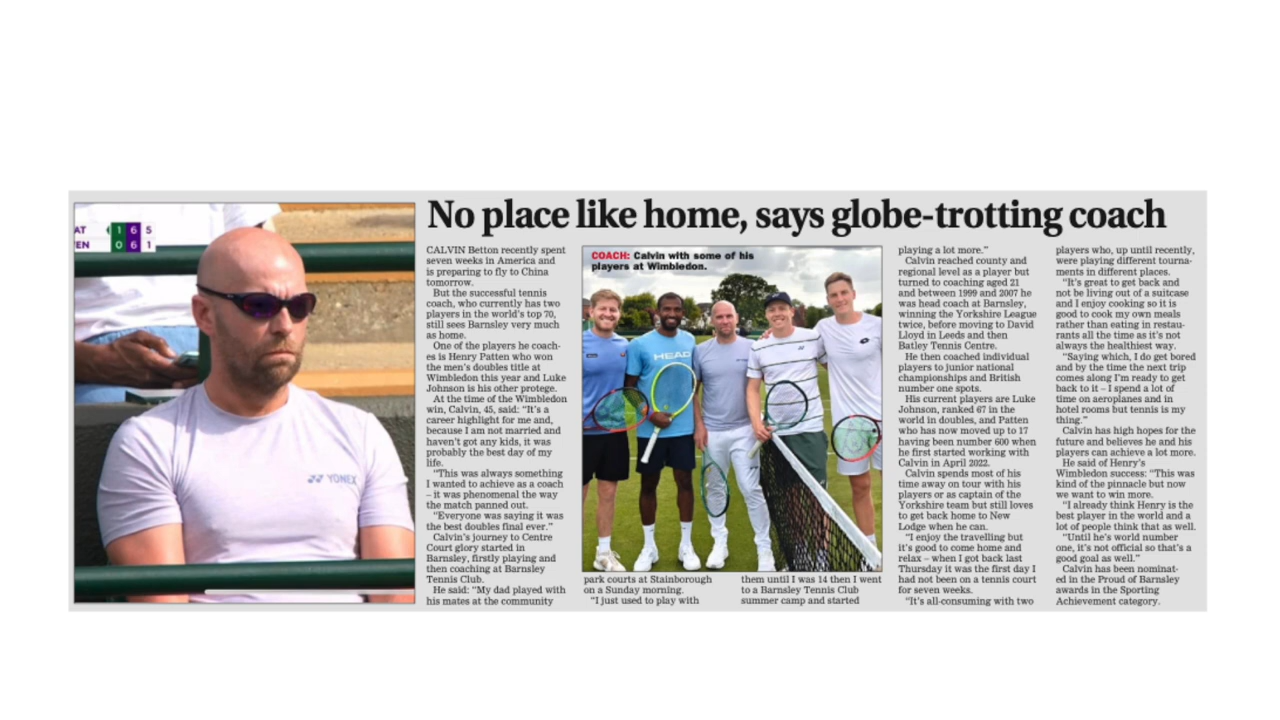 No place like home, says globe-trotting coach
AT 1 6 5
EN 0 6 1
YONEX
CALVIN Betton recently spent
seven weeks in America and
is preparing to fly to China
tomorrow.
But the successful tennis
coach, who currently has two
players in the world's top 70,
still sees Barnsley very much
as home.
One of the players he coach-
es is Henry Patten who won
the men's doubles title at
Wimbledon this year and Luke
Johnson is his other protege.
At the time of the Wimbledon
win, Calvin, 45, said: "It's a
career highlight for me and,
because I am not married and
haven't got any kids, it was
probably the best day of my
life.
"This was always something
I wanted to achieve as a coach
– it was phenomenal the way
the match panned out.
"Everyone was saying it was
the best doubles final ever."
Calvin's journey to Centre
Court glory started in
Barnsley, firstly playing and
then coaching at Barnsley
Tennis Club.
He said: "My dad played with
his mates at the community
COACH: Calvin with some of his
players at Wimbledon.
HEAD
park courts at Stainborough
on a Sunday morning.
"I just used to play with
them until I was 14 then I went
to a Barnsley Tennis Club
summer camp and started
playing a lot more."
Calvin reached county and
regional level as a player but
turned to coaching aged 21
and between 1999 and 2007 he
was head coach at Barnsley,
winning the Yorkshire League
twice, before moving to David
Lloyd in Leeds and then
Batley Tennis Centre.
He then coached individual
players to junior national
championships and British
number one spots.
His current players are Luke
Johnson, ranked 67 in the
world in doubles, and Patten
who has now moved up to 17
having been number 600 when
he first started working with
Calvin in April 2022.
Calvin spends most of his
time away on tour with his
players or as captain of the
Yorkshire team but still loves
to get back home to New
Lodge when he can.
"I enjoy the travelling but
it's good to come home and
relax – when I got back last
Thursday it was the first day I
had not been on a tennis court
for seven weeks.
"It's all-consuming with two
players who, up until recently,
were playing different tourna-
ments in different places.
"It's great to get back and
not be living out of a suitcase
and I enjoy cooking so it is
good to cook my own meals
rather than eating in restau-
rants all the time as it's not
always the healthiest way.
"Saying which, I do get bored
and by the time the next trip
comes along I'm ready to get
back to it – I spend a lot of
time on aeroplanes and in
hotel rooms but tennis is my
thing."
Calvin has high hopes for the
future and believes he and his
players can achieve a lot more.
He said of Henry's
Wimbledon success: "This was
kind of the pinnacle but now
we want to win more.
"I already think Henry is the
best player in the world and a
lot of people think that as well.
"Until he's world number
one, it's not official so that's a
good goal as well."
Calvin has been nominat-
ed in the Proud of Barnsley
awards in the Sporting
Achievement category.